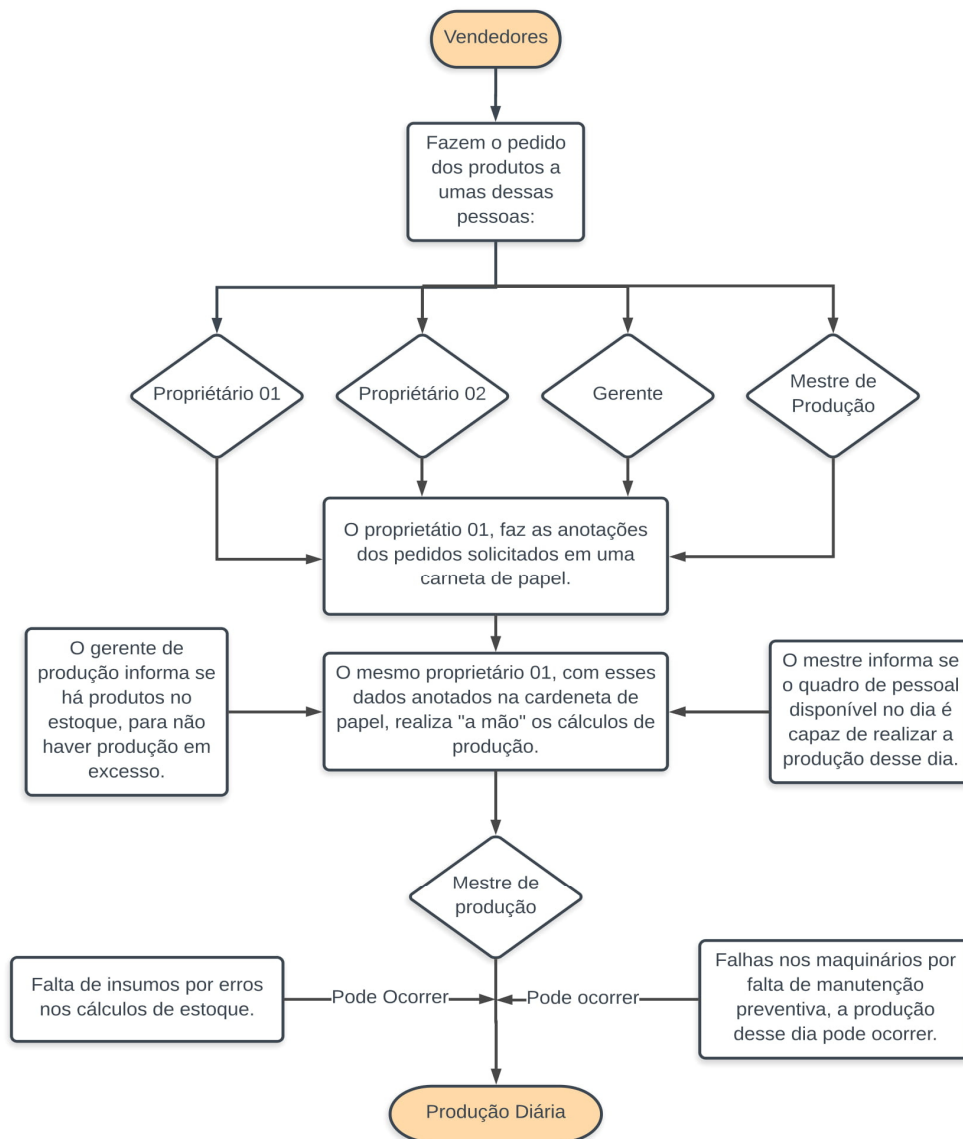 Vendedores
Fazem o pedido
dos produtos a
umas dessas
pessoas:
Propriétário 01
Propriétário 02
Gerente
Mestre de
Produção
O proprietátio 01, faz as anotações
dos pedidos solicitados em uma
carneta de papel.
O gerente de
produção informa se
há produtos no
estoque, para não
haver produção em
excesso.
O mesmo proprietário 01, com esses
dados anotados na cardeneta de
papel, realiza "a mão" os cálculos de
produção.
O mestre informa se
o quadro de pessoal
disponível no dia é
capaz de realizar a
produção desse dia.
Mestre de
produção
Falta de insumos por erros
nos cálculos de estoque.
Pode Ocorrer
Pode ocorrer
Falhas nos maquinários por
falta de manutenção
preventiva, a produção
desse dia pode ocorrer.
Produção Diária